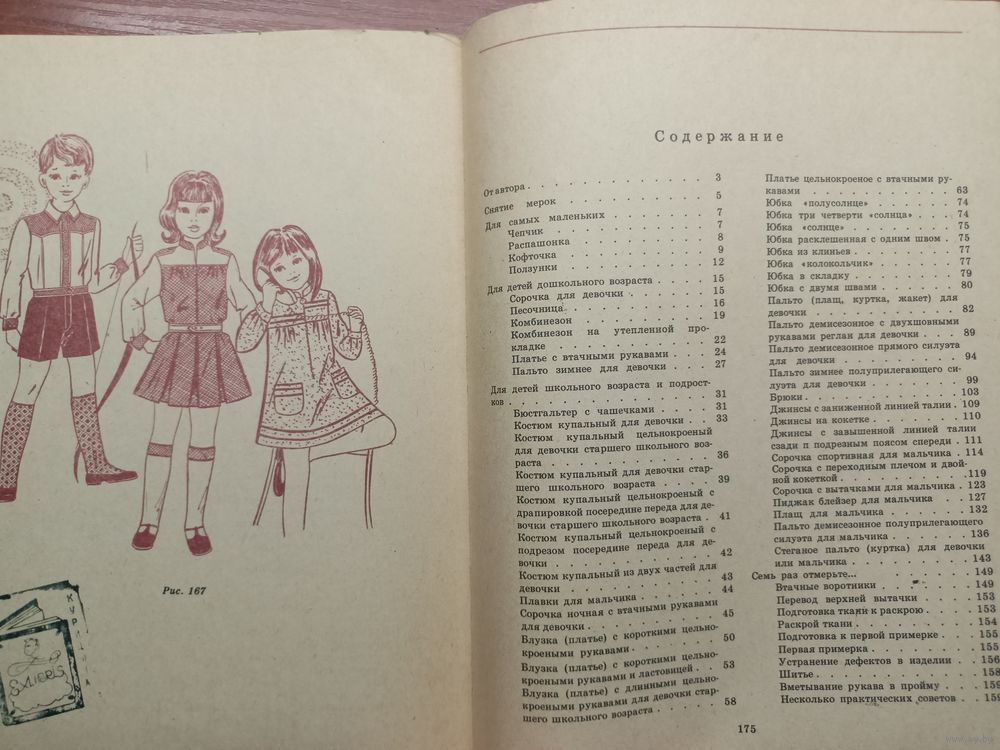 Рис. 167
КУР
НА
EXLIBRIS
Содержание
От автора . . . . . . . . . . . . . 3
Снятие мерок . . . . . . . . . . . 5
Для самых маленьких . . . . . . . 7
Чепчик . . . . . . . . . . . . 7
Распашонка . . . . . . . . . . 8
Кофточка . . . . . . . . . . . 9
Ползунки . . . . . . . . . . . 12
Для детей дошкольного возраста . . . 15
Сорочка для девочки . . . . . . 15
Песочница . . . . . . . . . . . 16
Комбинезон . . . . . . . . . . 19
Комбинезон на утепленной про-
кладке . . . . . . . . . . . . 22
Платье с втачными рукавами . . . 24
Пальто зимнее для девочки . . . 27
Для детей школьного возраста и подрост-
ков . . . . . . . . . . . . . . 31
Бюстгальтер с чашечками . . . . 31
Костюм купальный для девочки . . 33
Костюм купальный цельнокроеный
для девочки старшего школьного воз-
раста . . . . . . . . . . . . . 36
Костюм купальный для девочки стар-
шего школьного возраста . . . . 39
Костюм купальный цельнокроеный с
драпировкой посередине переда для де-
вочки старшего школьного возраста . 41
Костюм купальный цельнокроеный с
подрезом посередине переда для де-
вочки . . . . . . . . . . . . . 42
Костюм купальный из двух частей для
девочки . . . . . . . . . . . . 43
Плавки для мальчика . . . . . . 44
Сорочка ночная с втачными рукавами
для девочки . . . . . . . . . . 45
Блузка (платье) с короткими цельно-
кроеными рукавами . . . . . . . 50
Блузка (платье) с короткими цельно-
кроеными рукавами и ластовицей . . 53
Блузка (платье) с длинными цельно-
кроеными рукавами для девочки стар-
шего школьного возраста . . . . 58
Платье цельнокроеное с втачными ру-
кавами . . . . . . . . . . . . 63
Юбка «полусолнце» . . . . . . . 74
Юбка три четверти «солнца» . . . 74
Юбка «солнце» . . . . . . . . . 75
Юбка расклешенная с одним швом . 75
Юбка из клиньев . . . . . . . . 77
Юбка «колокольчик» . . . . . . . 77
Юбка в складку . . . . . . . . 79
Юбка с двумя швами . . . . . . . 80
Пальто (плащ, куртка, жакет) для
девочки . . . . . . . . . . . . 82
Пальто демисезонное с двухшовными
рукавами реглан для девочки . . . 89
Пальто демисезонное прямого силуэта
для девочки . . . . . . . . . . 94
Пальто зимнее полуприлегающего си-
луэта для девочки . . . . . . . 99
Брюки . . . . . . . . . . . . . 103
Джинсы с заниженной линией талии . 109
Джинсы на кокетке . . . . . . . 110
Джинсы с завышенной линией талии
сзади п подрезным поясом спереди . 111
Сорочка спортивная для мальчика . 114
Сорочка с переходным плечом и двой-
ной кокеткой . . . . . . . . . 119
Сорочка с вытачками для мальчика . 123
Пиджак блейзер для мальчика . . 127
Плащ для мальчика . . . . . . . 132
Пальто демисезонное полуприлегающего
силуэта для мальчика . . . . . . 136
Стеганое пальто (куртка) для девочки
или мальчика . . . . . . . . . 143
Семь раз отмерьте... . . . . . . . 149
Втачные воротники . . . . . . . 149
Перевод верхней вытачки . . . . 153
Подготовка ткани к раскрою . . . 153
Раскрой ткани . . . . . . . . . 154
Подготовка к первой примерке . . 155
Первая примерка . . . . . . . . 155
Устранение дефектов в изделии . . 156
Шитье . . . . . . . . . . . . . 158
Вметывание рукава в пройму . . . 159
Несколько практических советов . . 159
175